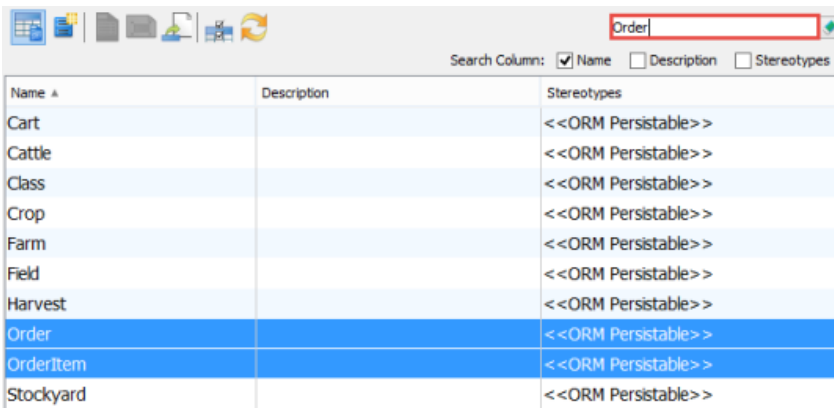 Order
Search Column: Name Description Stereotypes
Name Description Stereotypes
Cart <<ORM Persistable>>
Cattle <<ORM Persistable>>
Class <<ORM Persistable>>
Crop <<ORM Persistable>>
Farm <<ORM Persistable>>
Field <<ORM Persistable>>
Harvest <<ORM Persistable>>
Order <<ORM Persistable>>
OrderItem <<ORM Persistable>>
Stockyard <<ORM Persistable>>